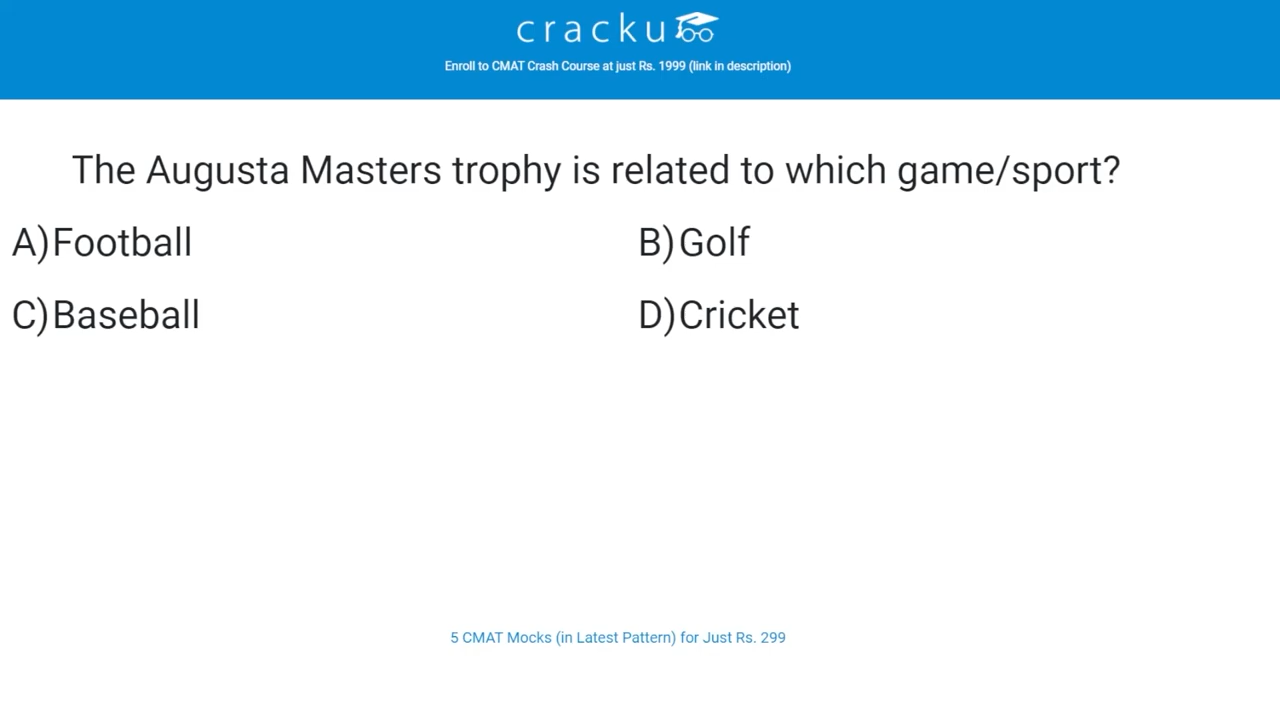 cracku
Enroll to CMAT Crash Course at just Rs. 1999 (link in description)
The Augusta Masters trophy is related to which game/sport?
A)Football B)Golf
C)Baseball D)Cricket
5 CMAT Mocks (in Latest Pattern) for Just Rs. 299